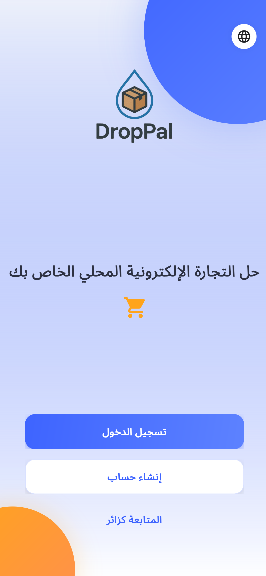 DropPal
حل التجارة الإلكترونية المحلي الخاص بك
تسجيل الدخول
إنشاء حساب
المتابعة كزائر